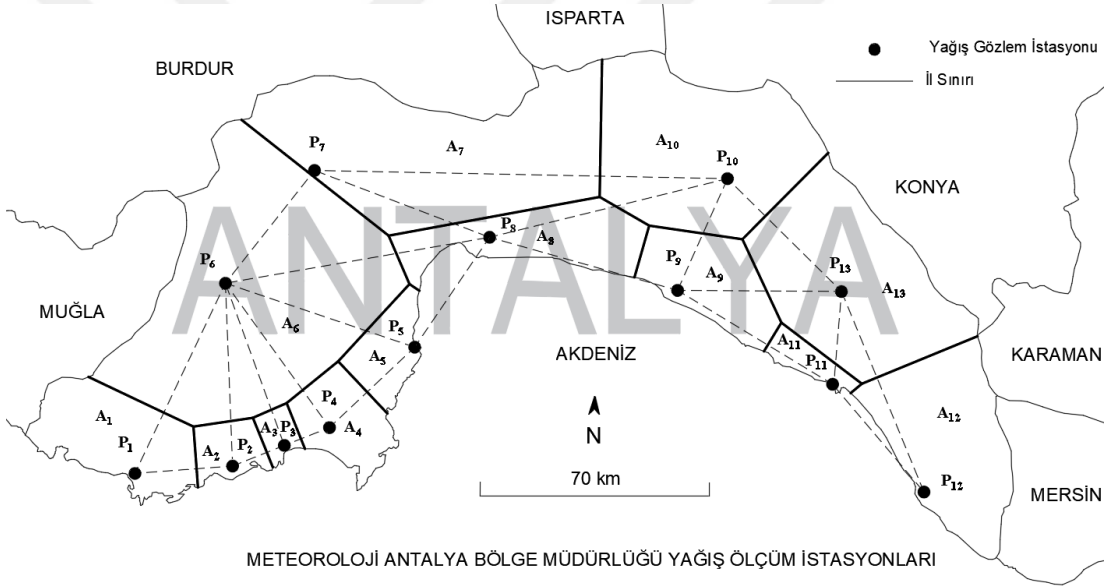 ISPARTA
Yağış Gözlem İstasyonu
İl Sınırı
BURDUR
P7
A7
A10
P10
KONYA
ANTALYA
P8
A8
P6
P9
A9
P13
A13
MUĞLA
A6
P5
A5
AKDENİZ
A11
P11
KARAMAN
A1
P4
A4
A12
N
P1
A2
P2
A3
P3
70 km
P12
MERSİN
METEOROLOJİ ANTALYA BÖLGE MÜDÜRLÜĞÜ YAĞIŞ ÖLÇÜM İSTASYONLARI